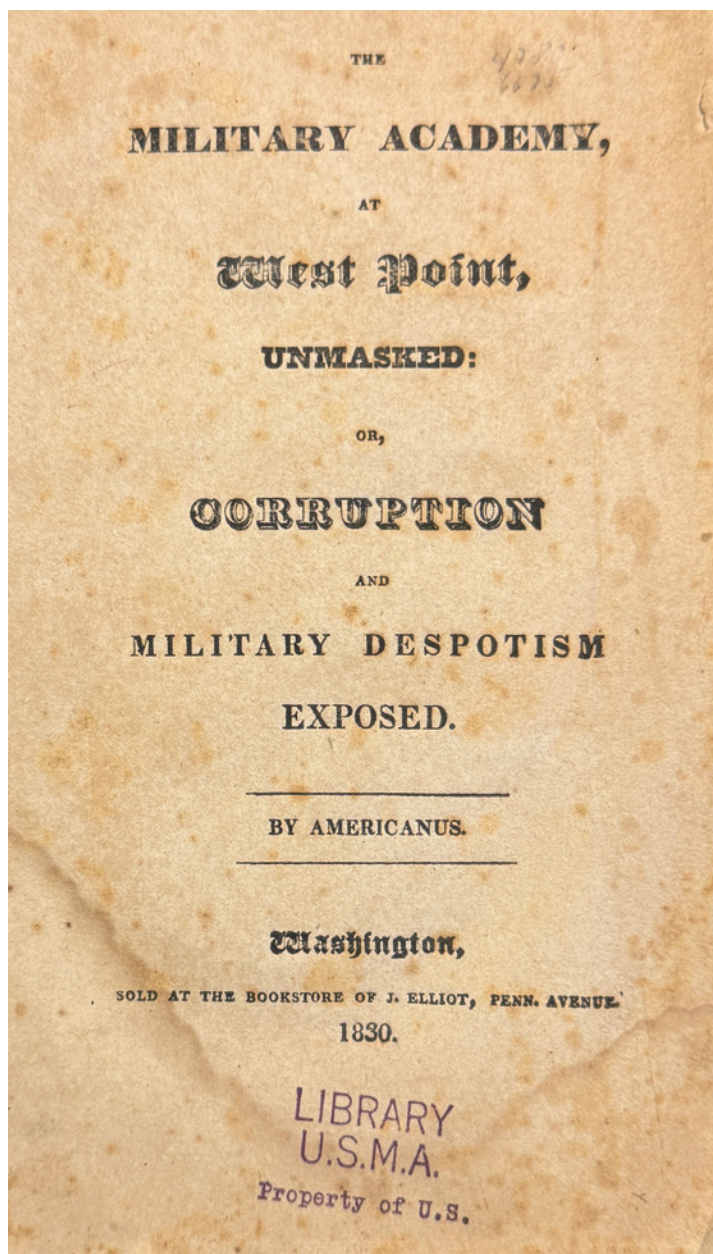 THE
MILITARY ACADEMY,
AT
West Point,
UNMASKED:
OR,
CORRUPTION
AND
MILITARY DESPOTISM
EXPOSED.
BY AMERICANUS.
Washington,
SOLD AT THE BOOKSTORE OF J. ELLIOT, PENN. AVENUE.
1830.
LIBRARY
U.S.M.A.
Property of U.S.